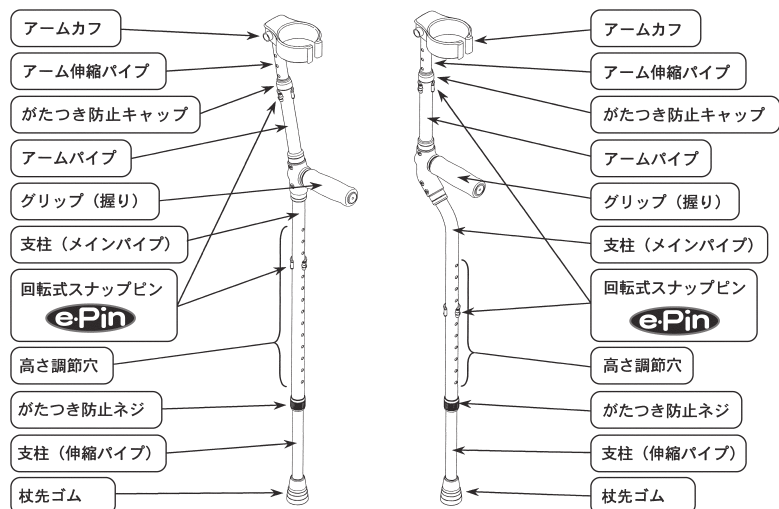 アームカフ
アーム伸縮パイプ
がたつき防止キャップ
アームパイプ
グリップ（握り）
支柱（メインパイプ）
回転式スナップピン
e・Pin
高さ調節穴
がたつき防止ネジ
支柱（伸縮パイプ）
杖先ゴム
アームカフ
アーム伸縮パイプ
がたつき防止キャップ
アームパイプ
グリップ（握り）
支柱（メインパイプ）
回転式スナップピン
e・Pin
高さ調節穴
がたつき防止ネジ
支柱（伸縮パイプ）
杖先ゴム